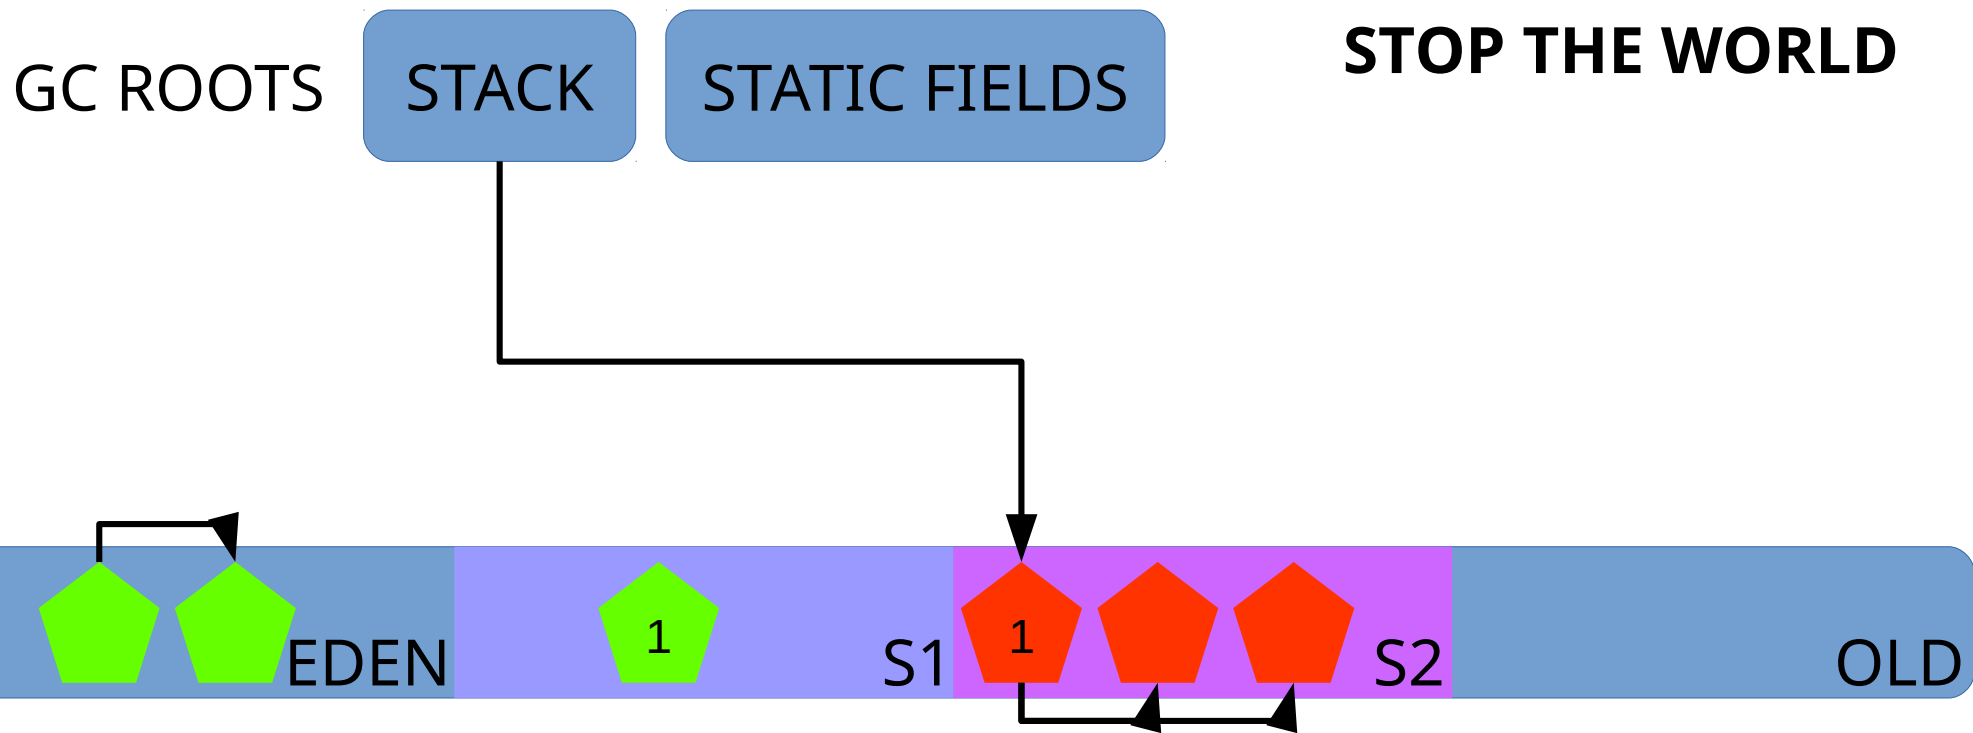 GC ROOTS
STACK
STATIC FIELDS
STOP THE WORLD
EDEN
1
S1
1
S2
OLD